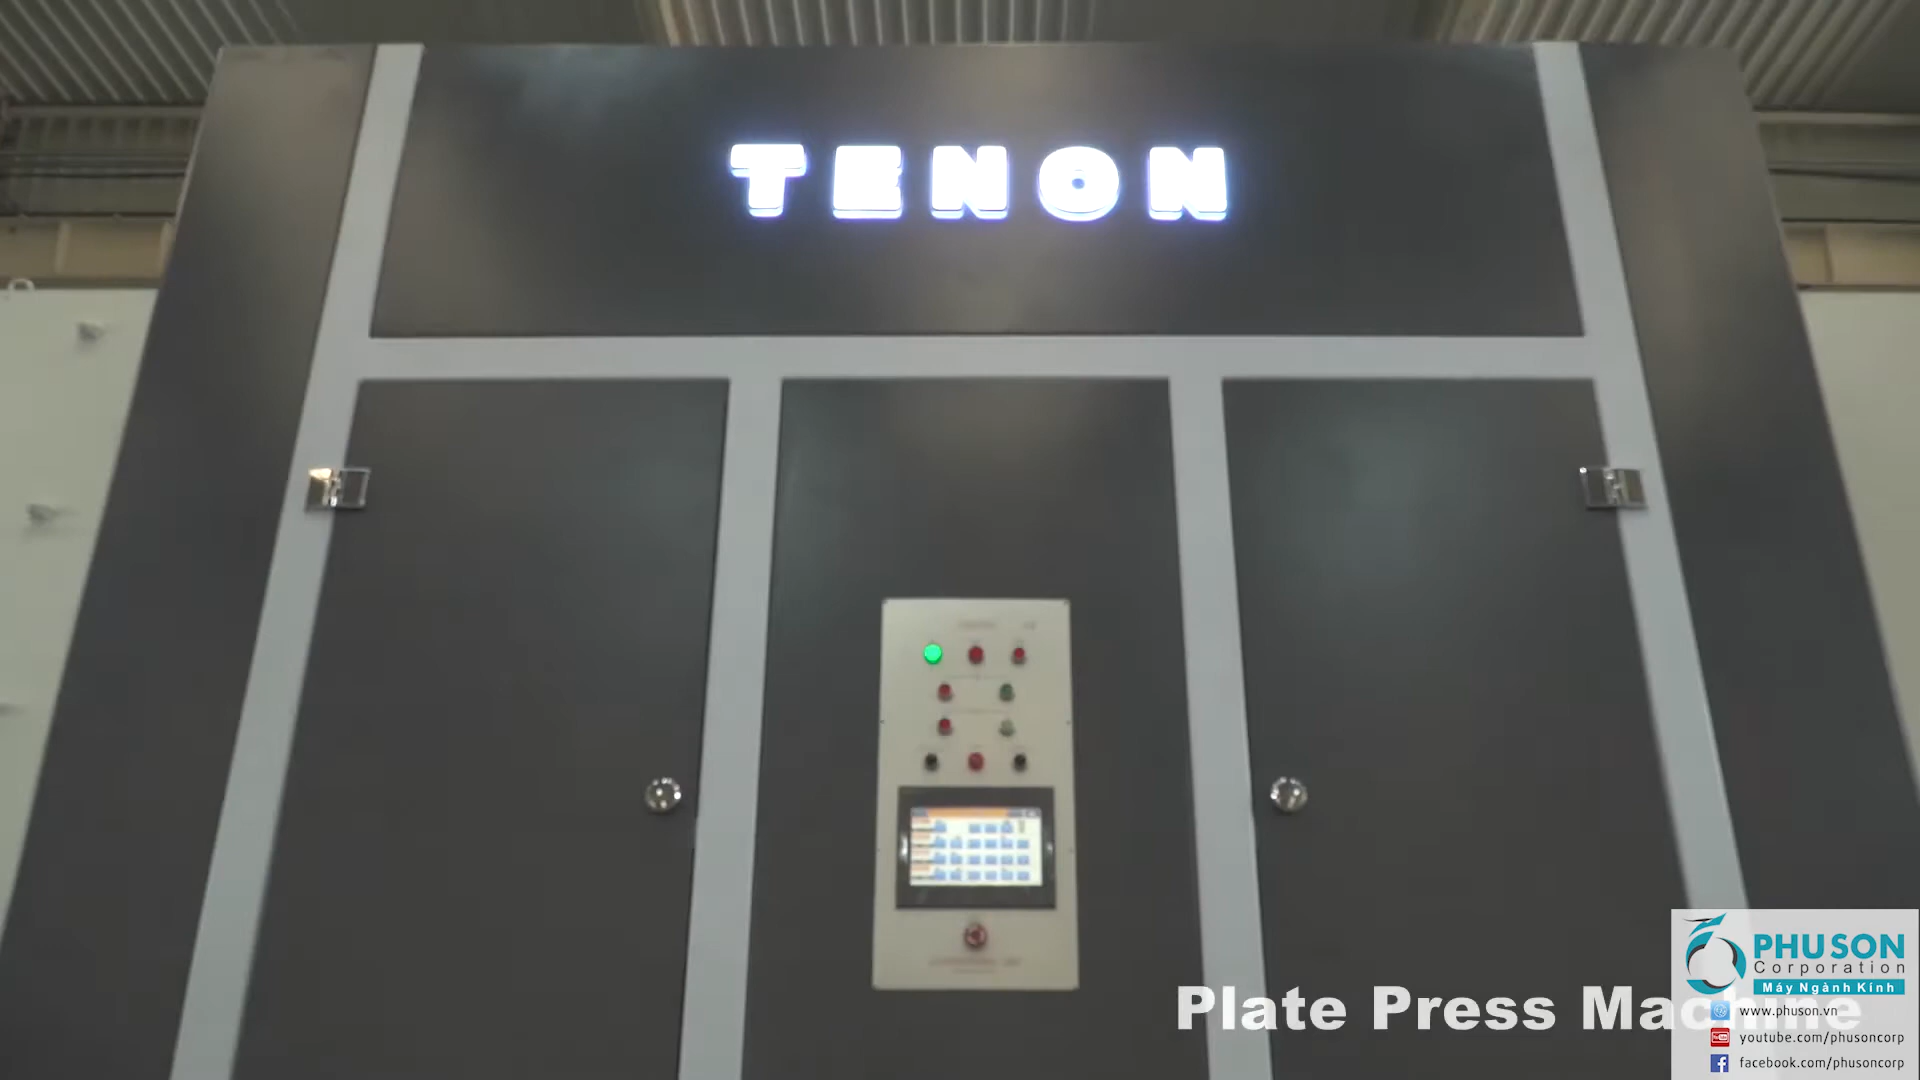 TENON
Plate Press Machine
PHUSON
Corporation
Máy Ngành Kính
www.phuson.vn
youtube.com/phusoncorp
facebook.com/phusoncorp